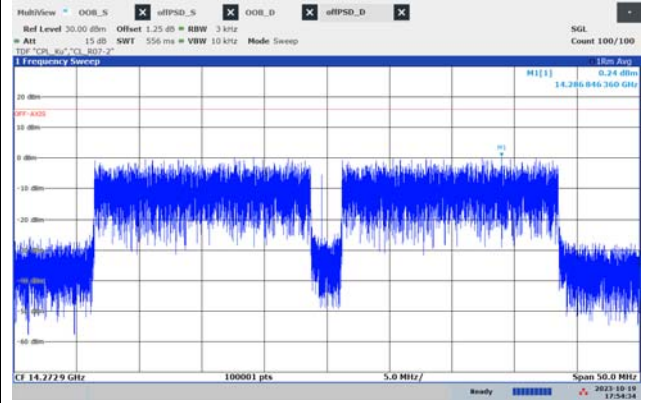 MultiView
OOB_S
offPSD_S
OOB_D
offPSD_D
Ref Level 30.00 dBm Offset 1.25 dB RBW 3 kHz
SGL
Att 15 dB SWT 556 ms VBW 10 kHz Mode Sweep
Count 100/100
TDF "CPL_Ku","CL_R07-2"
1 Frequency Sweep
1Rm Avg
M1[1] 0.24 dBm
14.286 846 360 GHz
20 dBm
OFF-AXIS
10 dBm
M1
0 dBm
-10 dBm
-20 dBm
-60 dBm
CF 14.2729 GHz 100001 pts 5.0 MHz/ Span 50.0 MHz
Ready
2023-10-19
17:54:34